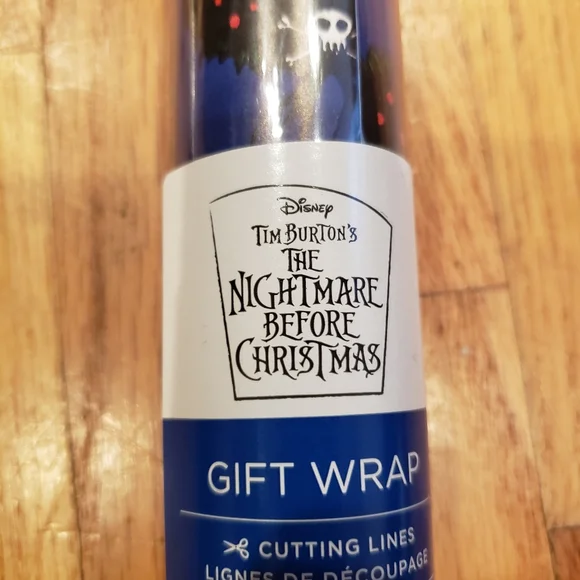 Disney
TIM BURTON'S
THE
NIGHTMARE
BEFORE
CHRISTMAS
GIFT WRAP
CUTTING LINES
LIGNES DE DÉCOUPAGE